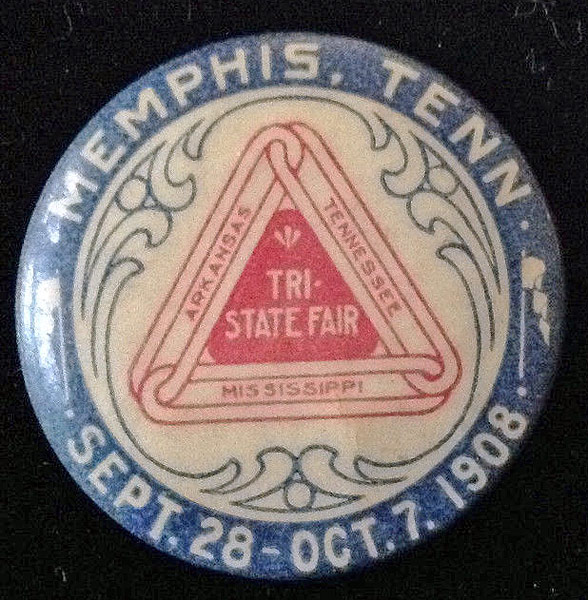 MEMPHIS, TENN.
ARKANSAS
TENNESSEE
TRI-
STATE FAIR
MISSISSIPPI
SEPT. 28 - OCT. 7. 1908